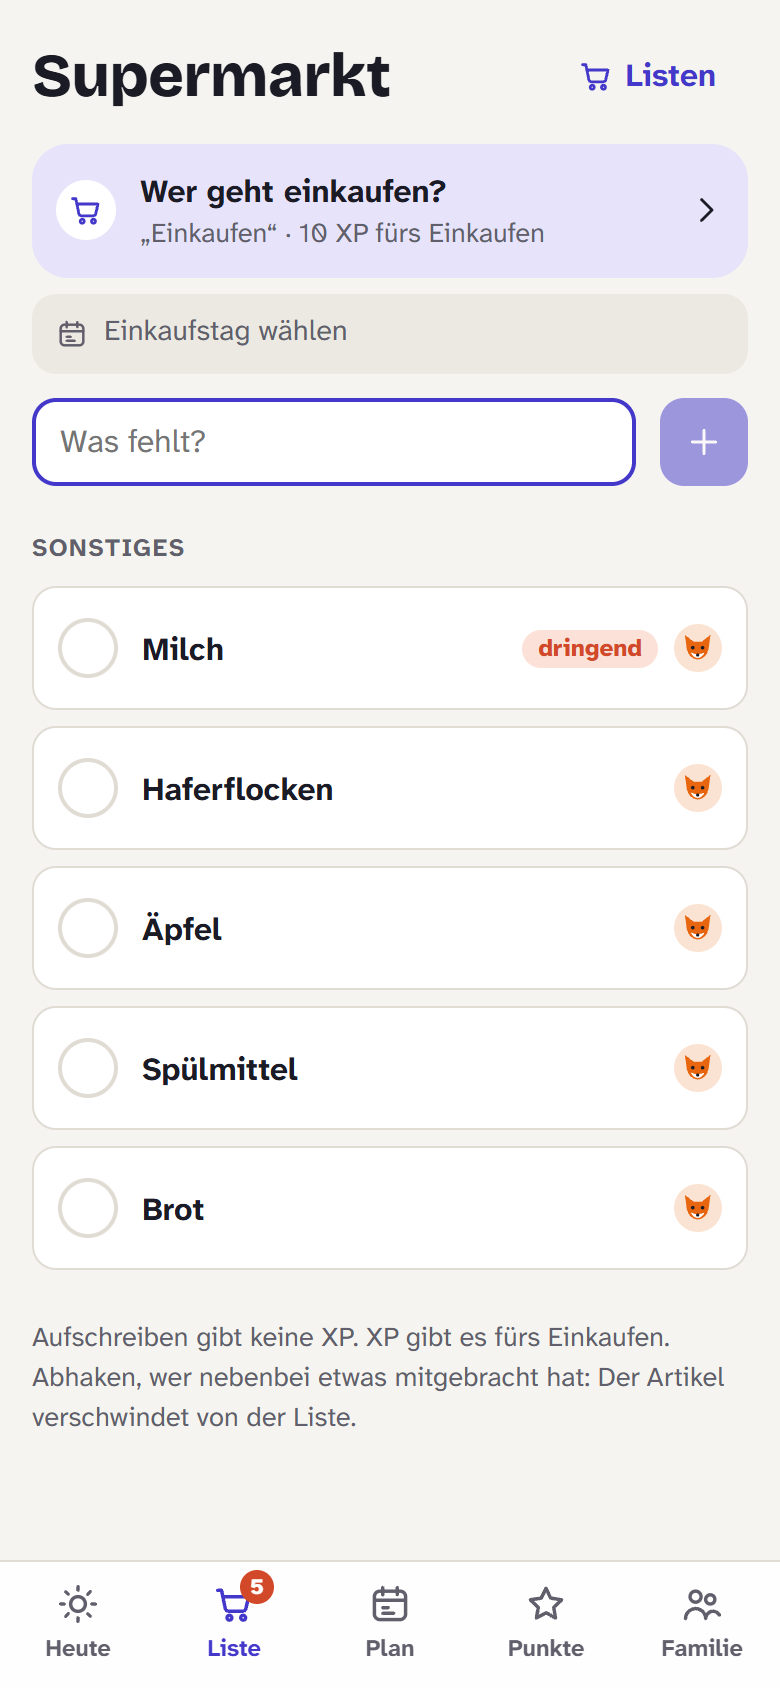 Supermarkt
Listen
Wer geht einkaufen?
„Einkaufen“ · 10 XP fürs Einkaufen
Einkaufstag wählen
Was fehlt?
SONSTIGES
Milch
dringend
Haferflocken
Äpfel
Spülmittel
Brot
Aufschreiben gibt keine XP. XP gibt es fürs Einkaufen.
Abhaken, wer nebenbei etwas mitgebracht hat: Der Artikel
verschwindet von der Liste.
5
Heute
Liste
Plan
Punkte
Familie